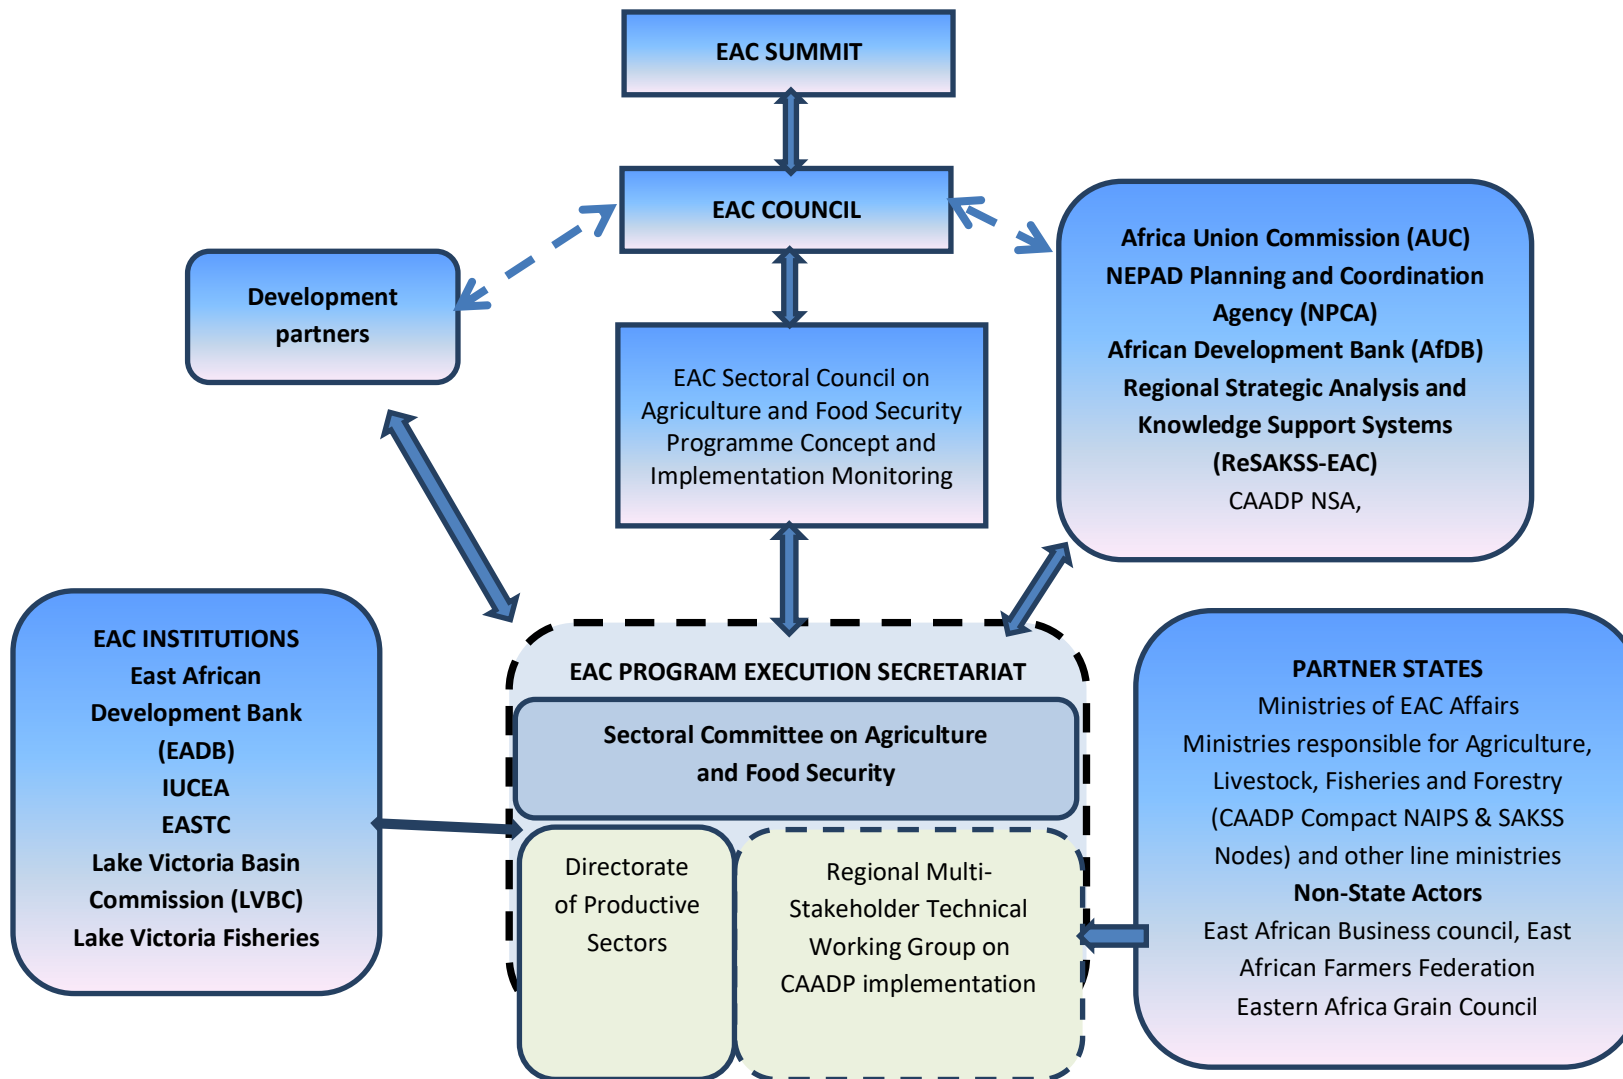 EAC SUMMIT
EAC COUNCIL
Development
partners
EAC Sectoral Council on
Agriculture and Food Security
Programme Concept and
Implementation Monitoring
Africa Union Commission (AUC)
NEPAD Planning and Coordination
Agency (NPCA)
African Development Bank (AfDB)
Regional Strategic Analysis and
Knowledge Support Systems
(ReSAKSS-EAC)
CAADP NSA,
EAC INSTITUTIONS
East African
Development Bank
(EADB)
IUCEA
EASTC
Lake Victoria Basin
Commission (LVBC)
Lake Victoria Fisheries
EAC PROGRAM EXECUTION SECRETARIAT
Sectoral Committee on Agriculture
and Food Security
Directorate
of Productive
Sectors
Regional Multi-
Stakeholder Technical
Working Group on
CAADP implementation
PARTNER STATES
Ministries of EAC Affairs
Ministries responsible for Agriculture,
Livestock, Fisheries and Forestry
(CAADP Compact NAIPS & SAKSS
Nodes) and other line ministries
Non-State Actors
East African Business council, East
African Farmers Federation
Eastern Africa Grain Council